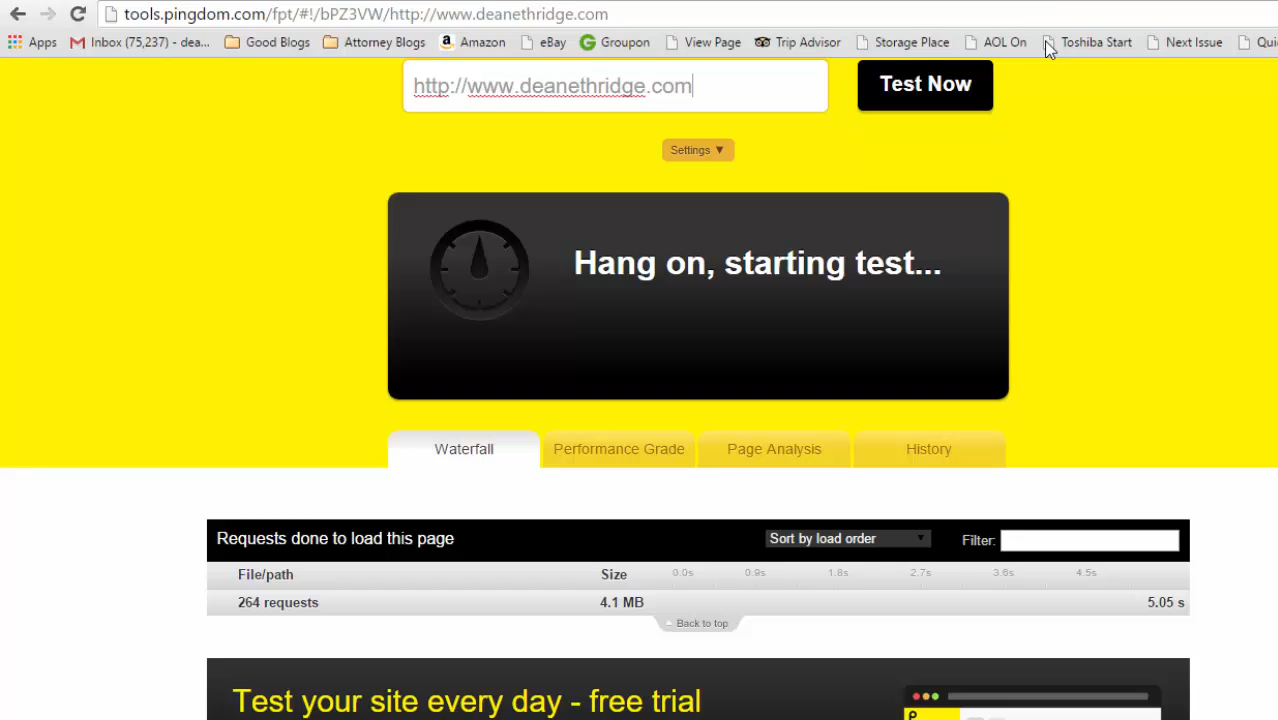 tools.pingdom.com/fpt/#!/bPZ3VW/http://www.deanethridge.com
Apps Inbox (75,237) - dea... Good Blogs Attorney Blogs Amazon eBay Groupon View Page Trip Advisor Storage Place AOL On Toshiba Start Next Issue Quic
http://www.deanethridge.com Test Now
Settings ▼
Hang on, starting test...
Waterfall Performance Grade Page Analysis History
Requests done to load this page Sort by load order Filter:
File/path Size 0.0s 0.9s 1.8s 2.7s 3.6s 4.5s
264 requests 4.1 MB 5.05 s
Back to top
Test your site every day - free trial
P